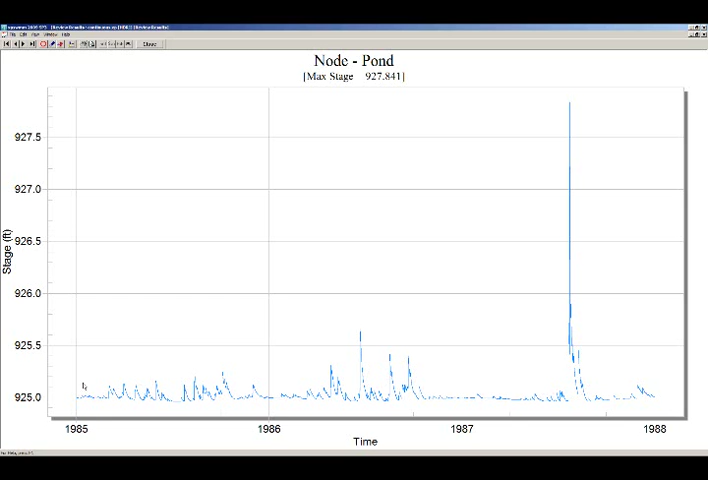 Node - Pond
[Max Stage 927.841]
927.5
927.0
926.5
926.0
925.5
925.0
Stage (ft)
1985
1986
1987
1988
Time
Close